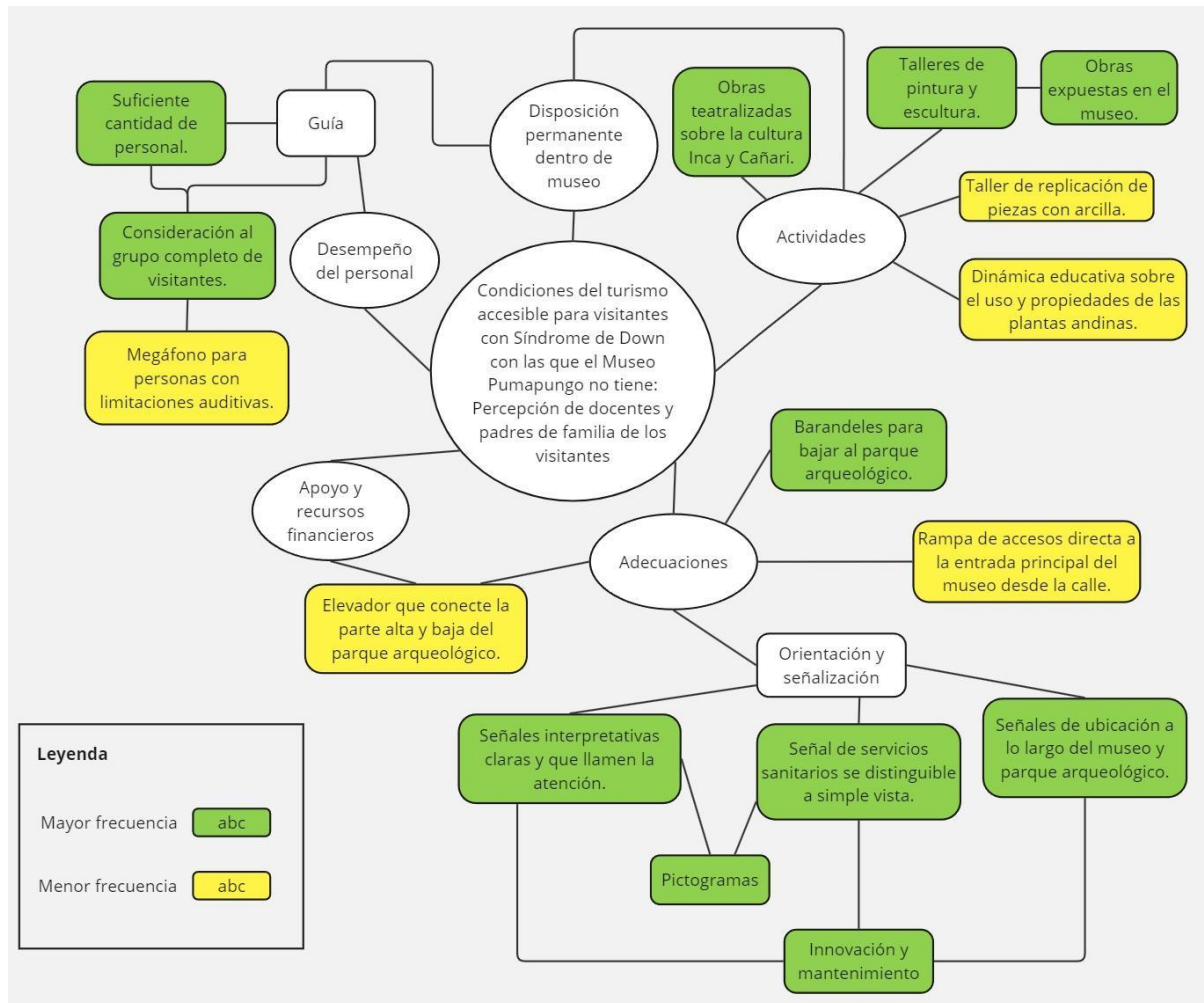 Suficiente
cantidad de
personal.
Guía
Disposición
permanente
dentro de
museo
Obras
teatralizadas
sobre la cultura
Inca y Cañari.
Talleres de
pintura y
escultura.
Obras
expuestas en el
museo.
Taller de replicación de
piezas con arcilla.
Actividades
Dinámica educativa sobre
el uso y propiedades de las
plantas andinas.
Consideración al
grupo completo de
visitantes.
Desempeño
del personal
Megáfono para
personas con
limitaciones auditivas.
Condiciones del turismo
accesible para visitantes
con Síndrome de Down
con las que el Museo
Pumapungo no tiene:
Percepción de docentes y
padres de familia de los
visitantes
Barandeles para
bajar al parque
arqueológico.
Apoyo y
recursos
financieros
Adecuaciones
Rampa de accesos directa a
la entrada principal del
museo desde la calle.
Elevador que conecte la
parte alta y baja del
parque arqueológico.
Orientación y
señalización
Señales interpretativas
claras y que llamen la
atención.
Señal de servicios
sanitarios se distinguible
a simple vista.
Señales de ubicación a
lo largo del museo y
parque arqueológico.
Pictogramas
Innovación y
mantenimiento
Leyenda
Mayor frecuencia abc
Menor frecuencia abc